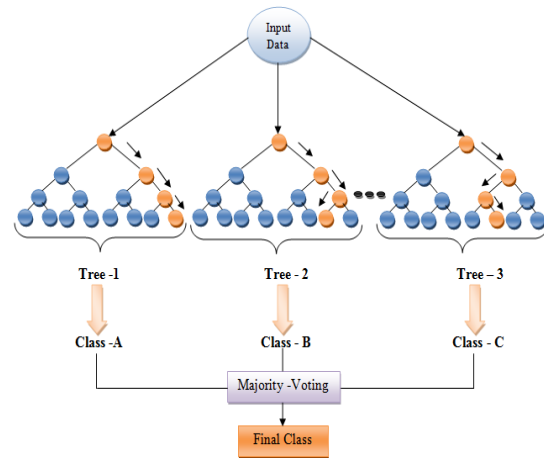 Input
Data
Tree -1
Tree - 2
Tree – 3
Class -A
Class - B
Class - C
Majority -Voting
Final Class